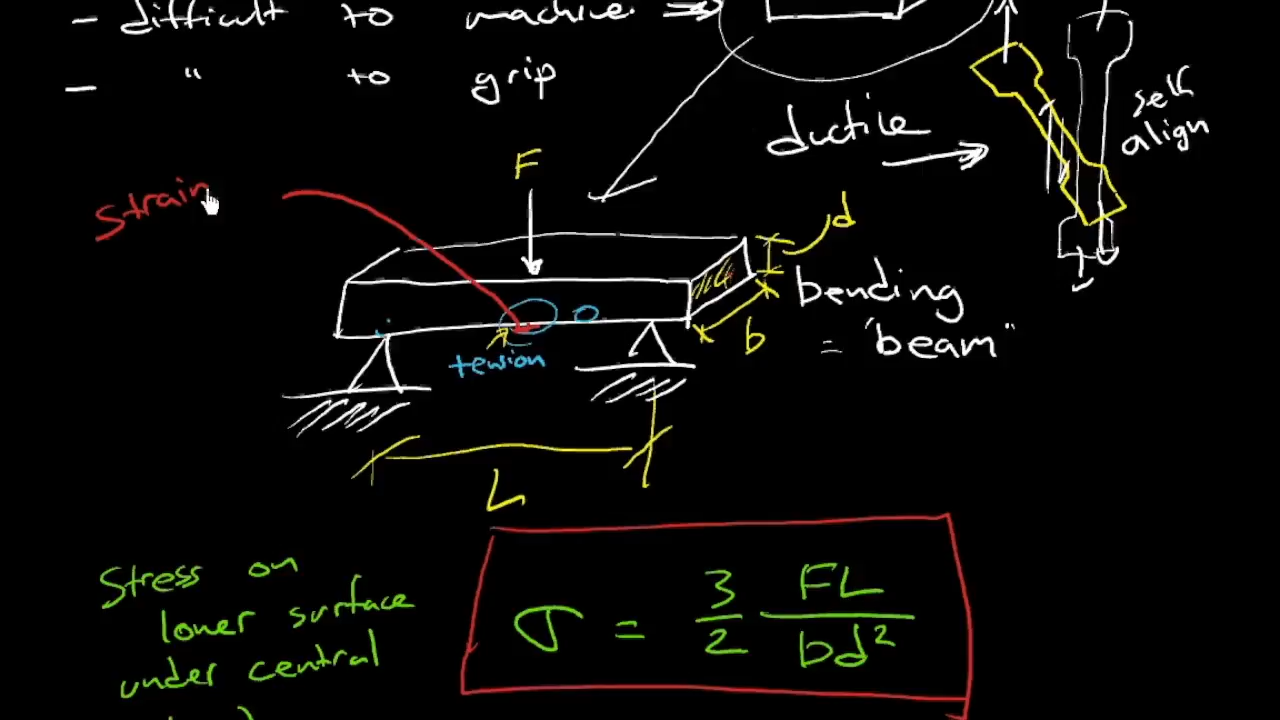 - difficult to machine ⇒
- " to grip
ductile →
self
align
F
Strain
d
bending
= "beam"
b
tension
L
Stress on
lower surface
under central
σ = 3/2 FL/bd²